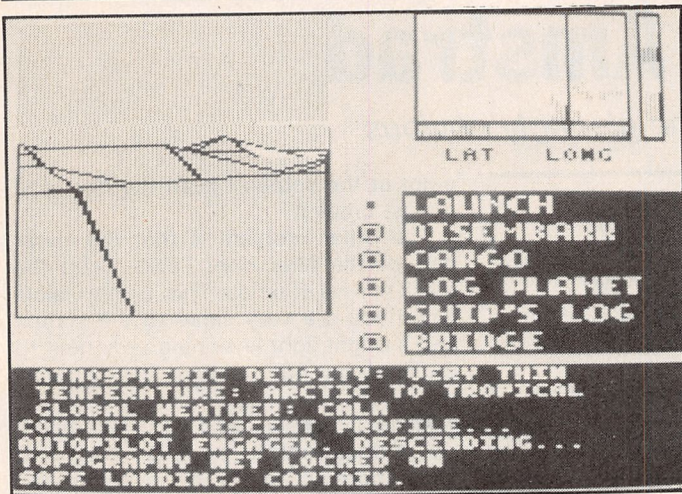 LAT LONG
LAUNCH
DISEMBARK
CARGO
LOG PLANET
SHIP'S LOG
BRIDGE
ATMOSPHERIC DENSITY: VERY THIN
TEMPERATURE: ARCTIC TO TROPICAL
GLOBAL WEATHER: CALM
COMPUTING DESCENT PROFILE...
AUTOPILOT ENGAGED. DESCENDING...
TOPOGRAPHY NET LOCKED ON
SAFE LANDING, CAPTAIN.